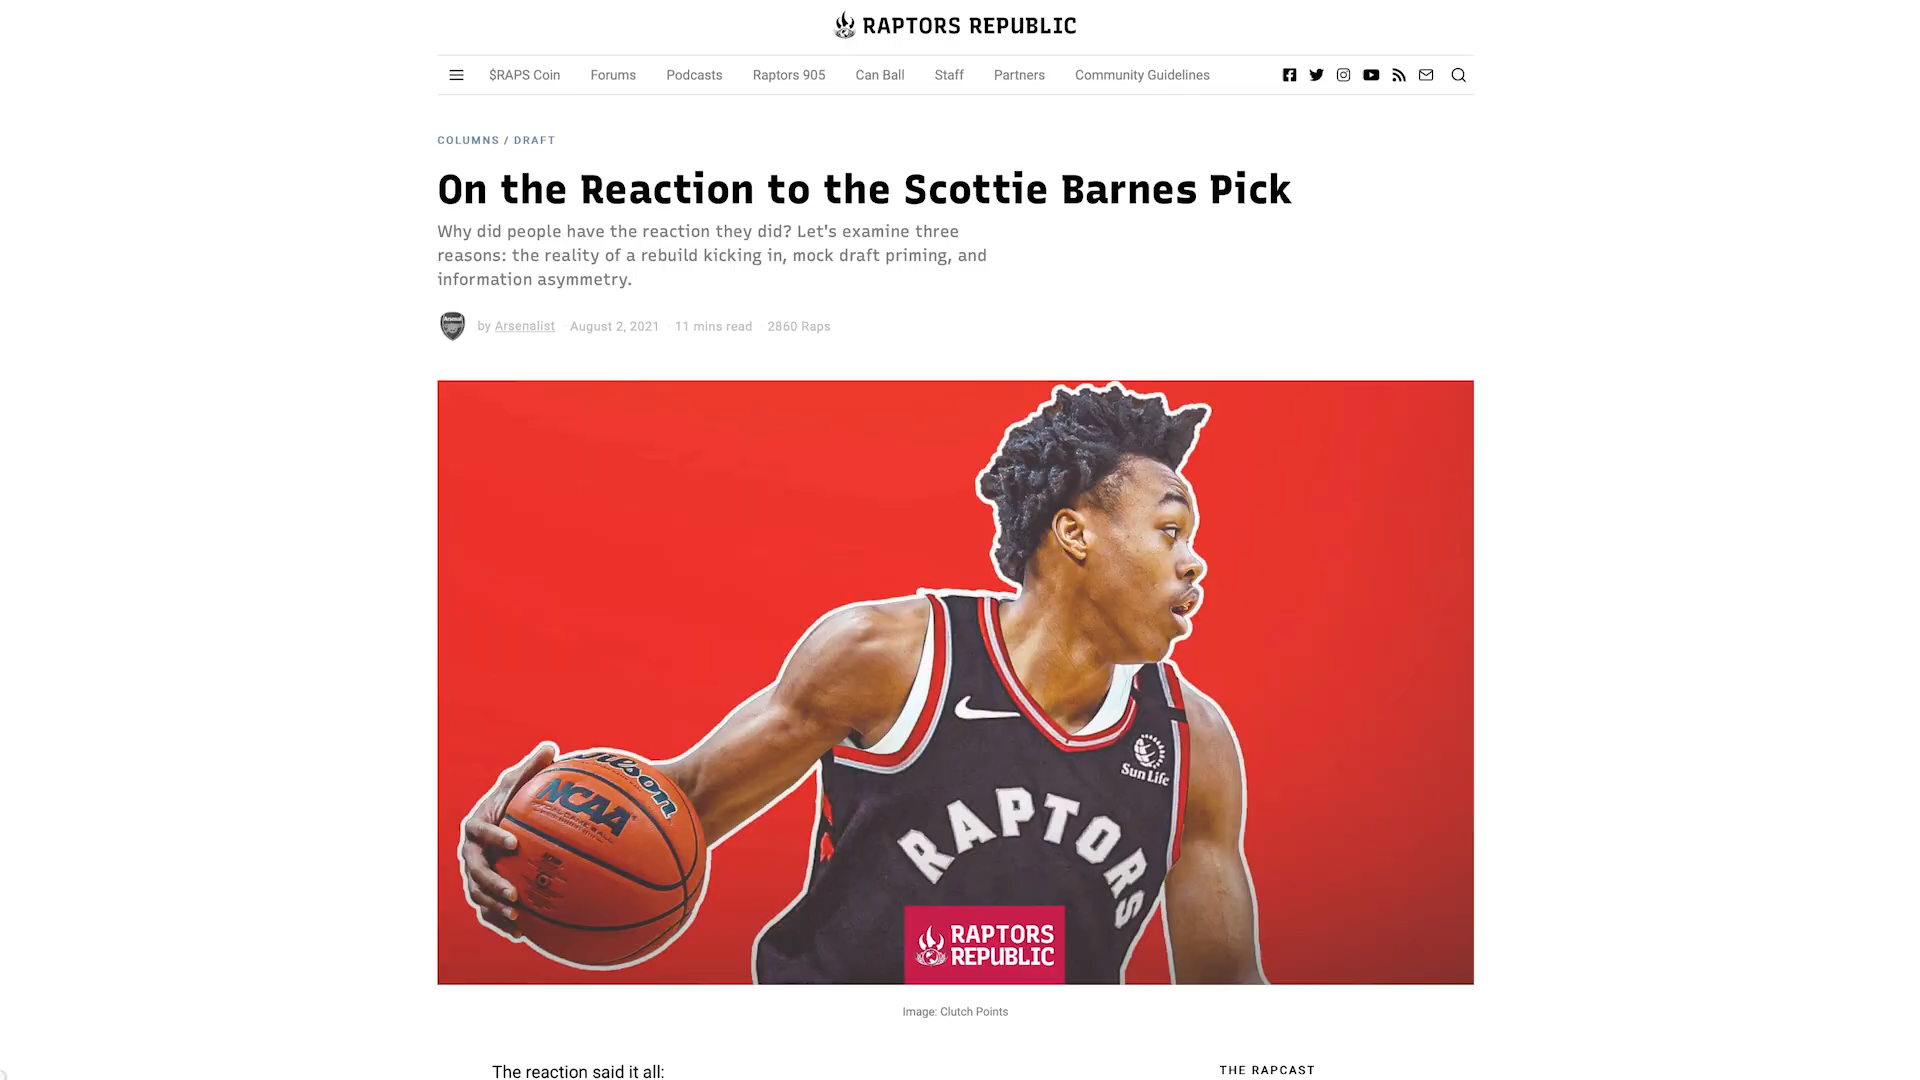 RAPTORS REPUBLIC
$RAPS Coin
Forums
Podcasts
Raptors 905
Can Ball
Staff
Partners
Community Guidelines
COLUMNS / DRAFT
On the Reaction to the Scottie Barnes Pick
Why did people have the reaction they did? Let's examine three
reasons: the reality of a rebuild kicking in, mock draft priming, and
information asymmetry.
Arsenal
by Arsenalist · August 2, 2021 · 11 mins read · 2860 Raps
Wilson
NCAA
Sun Life
RAPTORS
RAPTORS
REPUBLIC
Image: Clutch Points
The reaction said it all:
THE RAPCAST